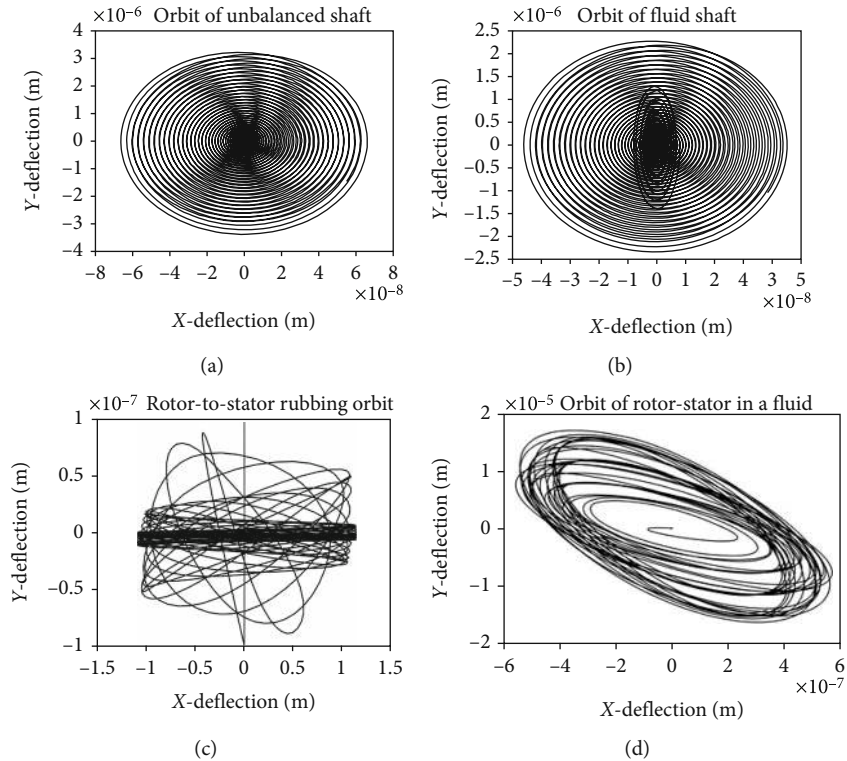 ×10−6 Orbit of unbalanced shaft
4
3
2
1
0
−1
−2
−3
−4
Y-deflection (m)
−8 −6 −4 −2 0 2 4 6 8
×10−8
X-deflection (m)
(a)
×10−6 Orbit of fluid shaft
2.5
2
1.5
1
0.5
0
−0.5
−1
−1.5
−2
2.5
Y-deflection (m)
−5 −4 −3 −2 −1 0 1 2 3 4 5
×10−8
X-deflection (m)
(b)
×10−7 Rotor-to-stator rubbing orbit
1
0.5
0
−0.5
−1
Y-deflection (m)
−1.5 −1 −0.5 0 0.5 1 1.5
X-deflection (m)
(c)
×10−5 Orbit of rotor-stator in a fluid
2
1
0
−1
−2
Y-deflection (m)
−6 −4 −2 0 2 4 6
×10−7
X-deflection (m)
(d)